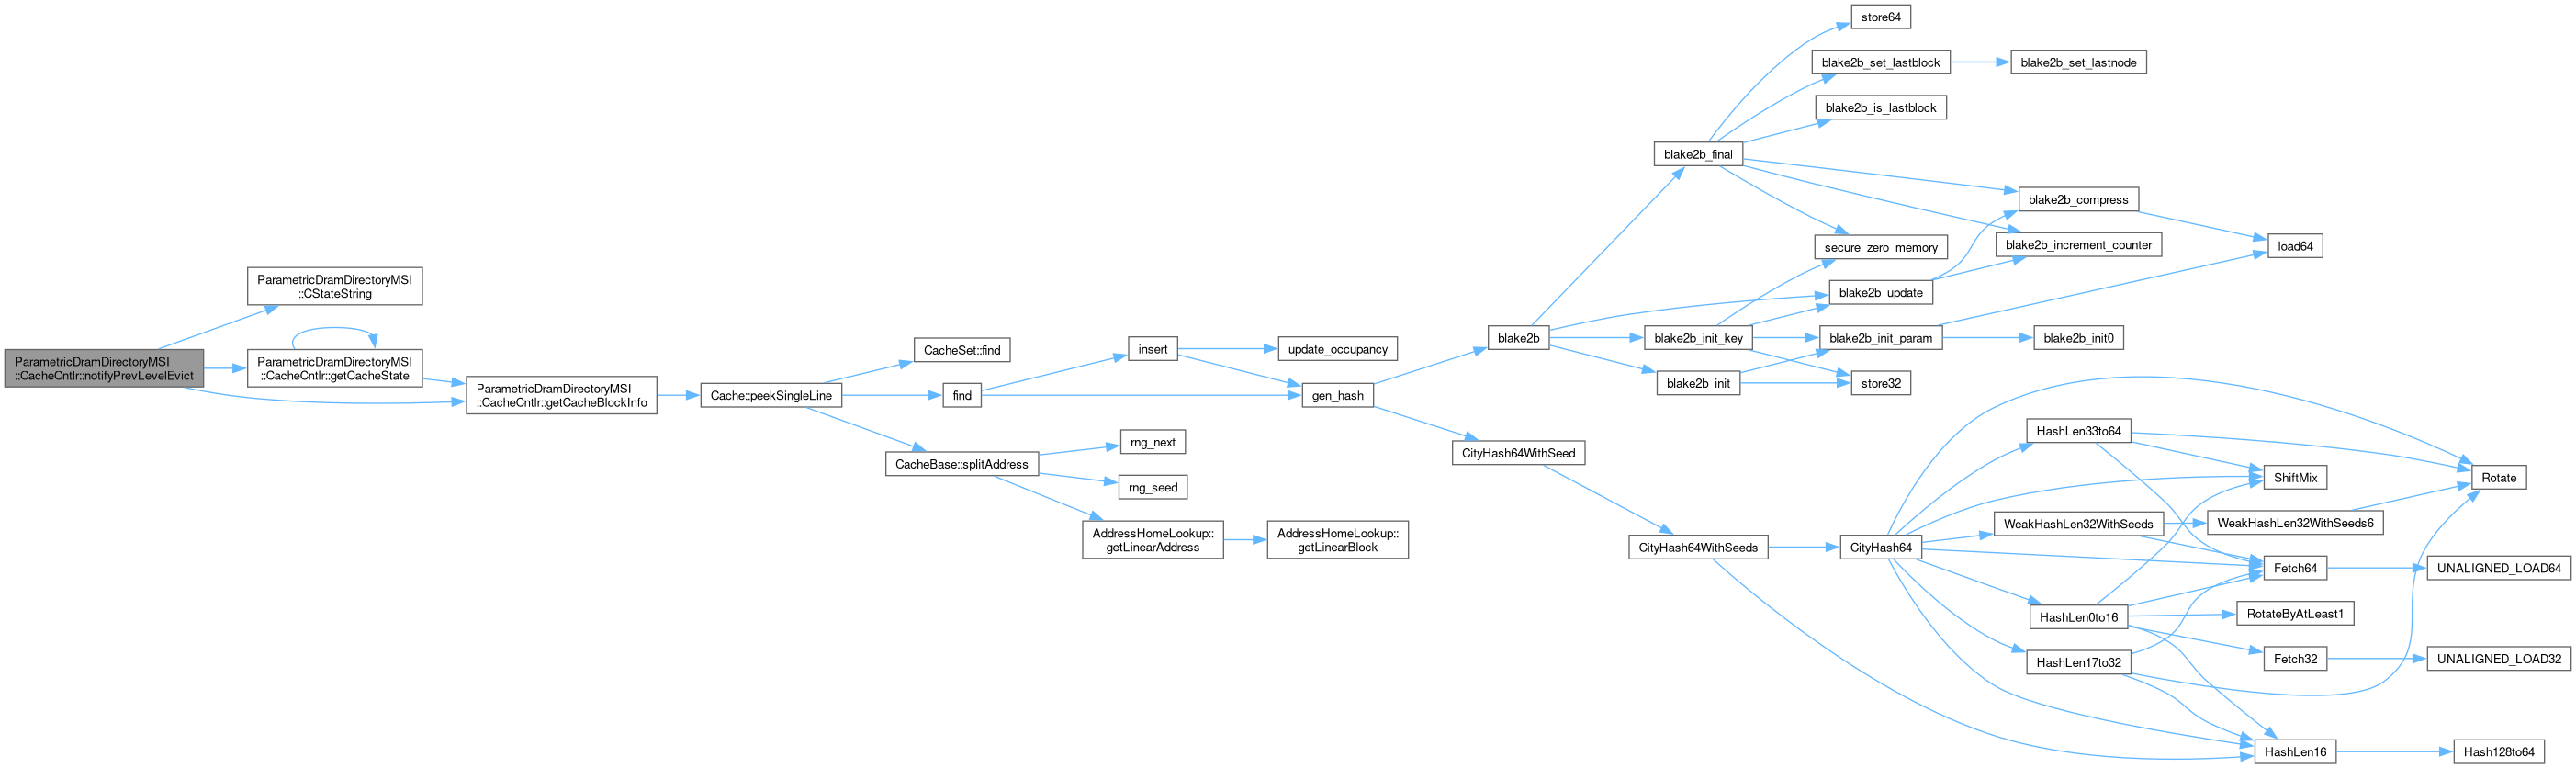 ParametricDramDirectoryMSI
::CacheCntlr::notifyPrevLevelEvict
ParametricDramDirectoryMSI
::CStateString
ParametricDramDirectoryMSI
::CacheCntlr::getCacheState
ParametricDramDirectoryMSI
::CacheCntlr::getCacheBlockInfo
Cache::peekSingleLine
CacheSet::find
find
CacheBase::splitAddress
insert
update_occupancy
rng_next
rng_seed
AddressHomeLookup::
getLinearAddress
AddressHomeLookup::
getLinearBlock
gen_hash
blake2b
CityHash64WithSeed
blake2b_final
blake2b_init_key
blake2b_init
CityHash64WithSeeds
store64
blake2b_set_lastblock
blake2b_set_lastnode
blake2b_is_lastblock
blake2b_compress
secure_zero_memory
blake2b_increment_counter
load64
blake2b_update
blake2b_init_param
blake2b_init0
store32
CityHash64
HashLen33to64
ShiftMix
Rotate
WeakHashLen32WithSeeds
WeakHashLen32WithSeeds6
Fetch64
UNALIGNED_LOAD64
HashLen0to16
RotateByAtLeast1
HashLen17to32
Fetch32
UNALIGNED_LOAD32
HashLen16
Hash128to64